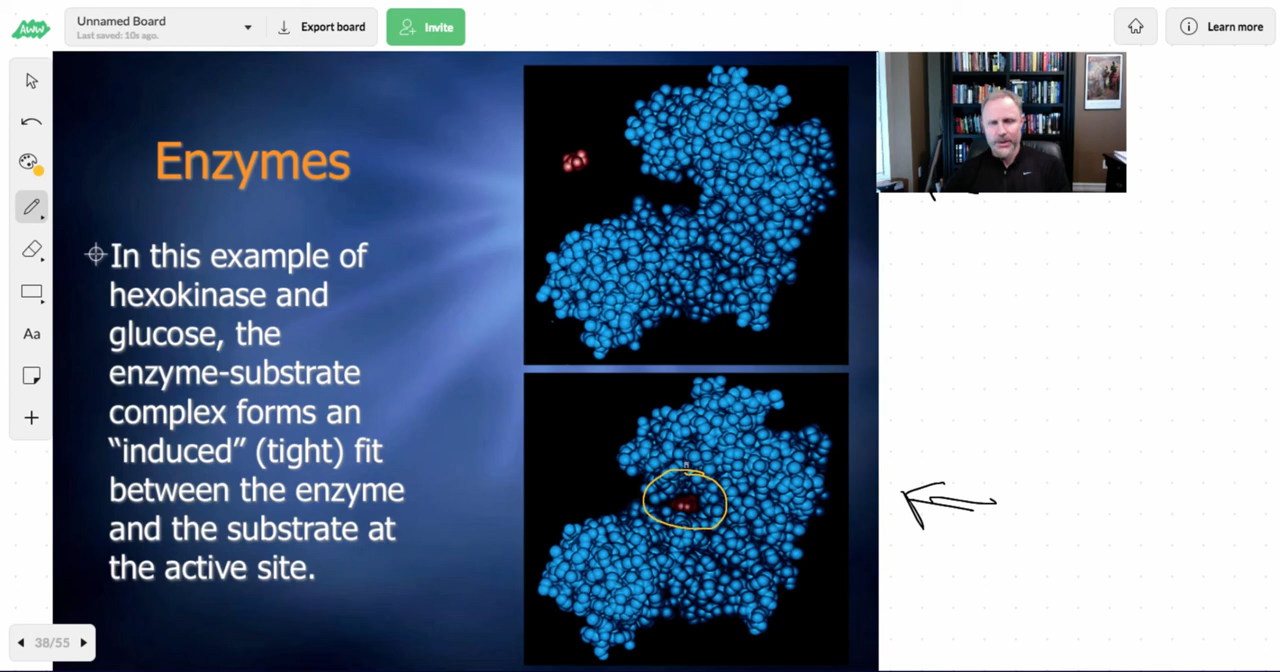 AWW
Unnamed Board
Last saved: 10s ago.
Export board
Invite
Learn more
Enzymes
In this example of
hexokinase and
glucose, the
enzyme-substrate
complex forms an
“induced” (tight) fit
between the enzyme
and the substrate at
the active site.
Aa
38/55